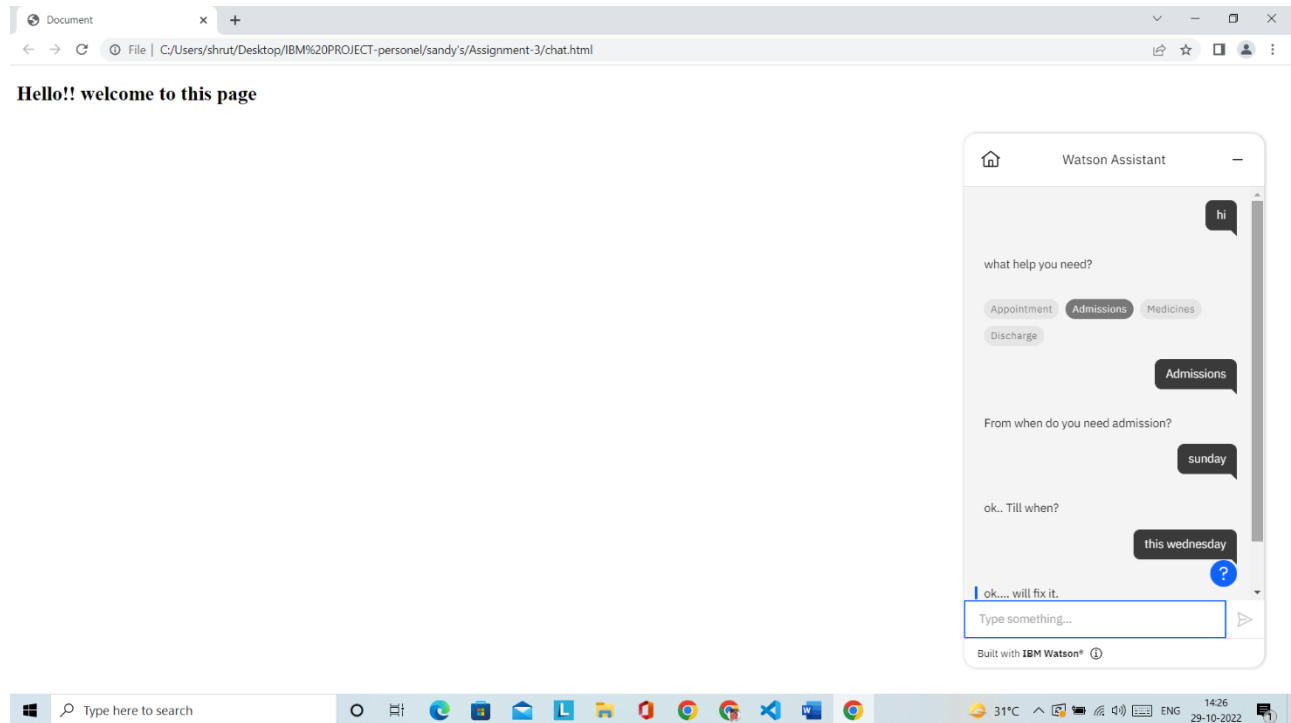 Document
File | C:/Users/shrut/Desktop/IBM%20PROJECT-personel/sandy's/Assignment-3/chat.html
Hello!! welcome to this page
Watson Assistant
hi
what help you need?
Appointment Admissions Medicines
Discharge
Admissions
From when do you need admission?
sunday
ok.. Till when?
this wednesday
?
ok.... will fix it.
Type something...
Built with IBM Watson®
Type here to search
31°C ENG 14:26
29-10-2022